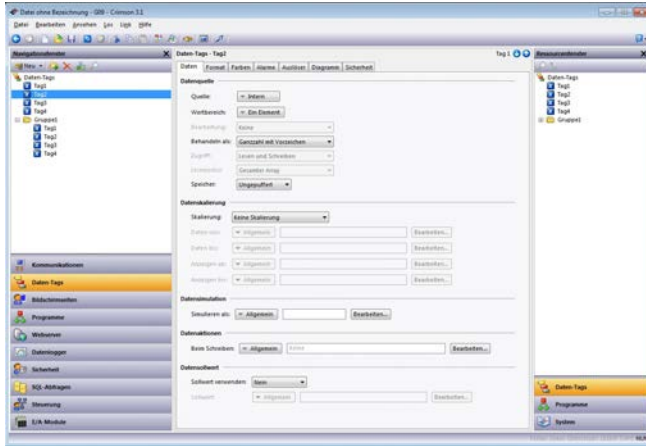 Datei ohne Bezeichnung - G09 - Crimson 3.1
Datei Bearbeiten Ansehen Los Link Hilfe
Navigationsfenster
Neu
Daten-Tags
Tag1
Tag2
Tag3
Tag4
Gruppe1
Tag1
Tag2
Tag3
Tag4
Kommunikationen
Daten-Tags
Bildschirmseiten
Programme
Webserver
Datenlogger
Sicherheit
SQL-Abfragen
Steuerung
E/A-Module
Daten-Tags - Tag2
Tag 1
Daten Format Farben Alarme Auslöser Diagramm Sicherheit
Datenquelle
Quelle: Intern
Wertbereich: Ein Element
Bearbeitung: Keine
Behandeln als: Ganzzahl mit Vorzeichen
Zugriff: Lesen und Schreiben
Gesamter Array
Speicher: Ungepuffert
Datenskalierung
Skalierung: Keine Skalierung
Daten von: Allgemein Bearbeiten...
Daten bis: Allgemein Bearbeiten...
Anzeigen ab: Allgemein Bearbeiten...
Anzeigen bis: Allgemein Bearbeiten...
Datensimulation
Simulieren als: Allgemein Bearbeiten...
Datenaktionen
Beim Schreiben: Allgemein Keine Bearbeiten...
Datensollwert
Sollwert verwenden: Nein
Sollwert: Allgemein Bearbeiten...
Ressourcenfenster
Daten-Tags
Tag1
Tag2
Tag3
Tag4
Gruppe1
Daten-Tags
Programme
System